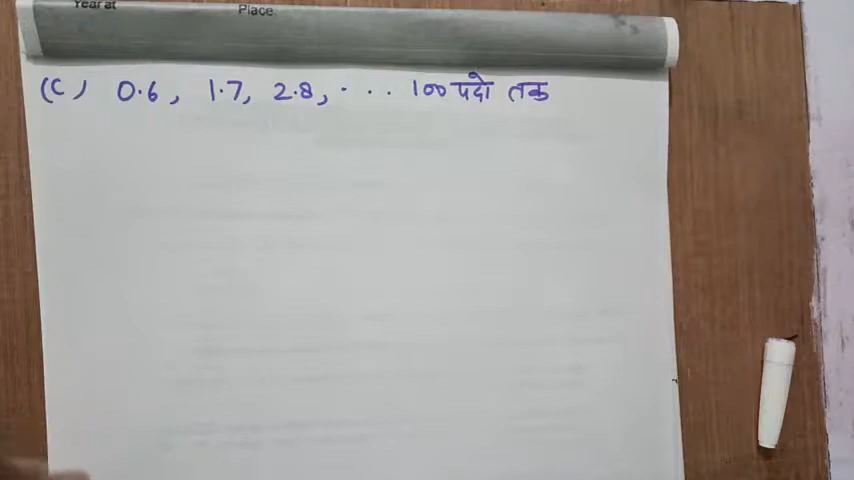 Year at Place
(C) 0.6, 1.7, 2.8, . . . 100 पदो तक